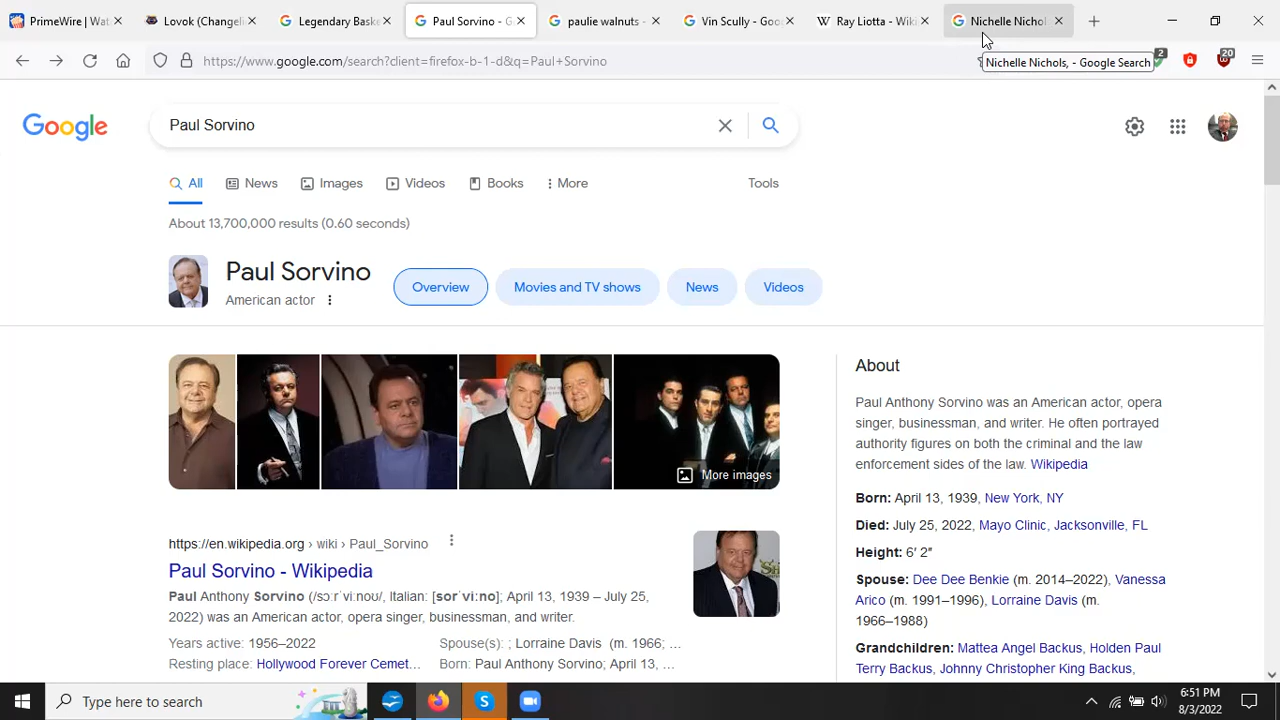 PrimeWire | Wat
Lovok (Changeli
Legendary Baske
Paul Sorvino - G
paulie walnuts -
Vin Scully - Goo
Ray Liotta - Wiki
Nichelle Nichol
https://www.google.com/search?client=firefox-b-1-d&q=Paul+Sorvino
Nichelle Nichols, - Google Search
2
20
Google
Paul Sorvino
All
News
Images
Videos
Books
More
Tools
About 13,700,000 results (0.60 seconds)
Paul Sorvino
American actor
Overview
Movies and TV shows
News
Videos
More images
https://en.wikipedia.org › wiki › Paul_Sorvino
Paul Sorvino - Wikipedia
Paul Anthony Sorvino (/sɔːrˈviːnoʊ/, Italian: [sorˈviːno]; April 13, 1939 – July 25,
2022) was an American actor, opera singer, businessman, and writer.
Years active: 1956–2022
Spouse(s): ; Lorraine Davis (m. 1966; ...
Resting place: Hollywood Forever Cemet...
Born: Paul Anthony Sorvino; April 13, ...
About
Paul Anthony Sorvino was an American actor, opera
singer, businessman, and writer. He often portrayed
authority figures on both the criminal and the law
enforcement sides of the law. Wikipedia
Born: April 13, 1939, New York, NY
Died: July 25, 2022, Mayo Clinic, Jacksonville, FL
Height: 6′ 2″
Spouse: Dee Dee Benkie (m. 2014–2022), Vanessa
Arico (m. 1991–1996), Lorraine Davis (m.
1966–1988)
Grandchildren: Mattea Angel Backus, Holden Paul
Terry Backus, Johnny Christopher King Backus,
Type here to search
6:51 PM
8/3/2022